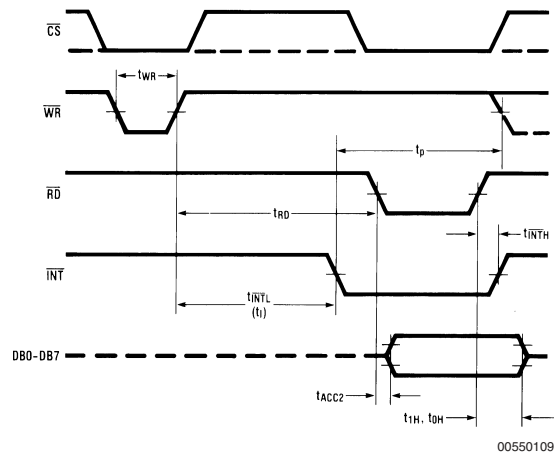 CS
tWR
WR
tp
RD
tRD
tINTH
INT
tINTL
(tI)
DB0-DB7
tACC2
t1H, t0H
00550109